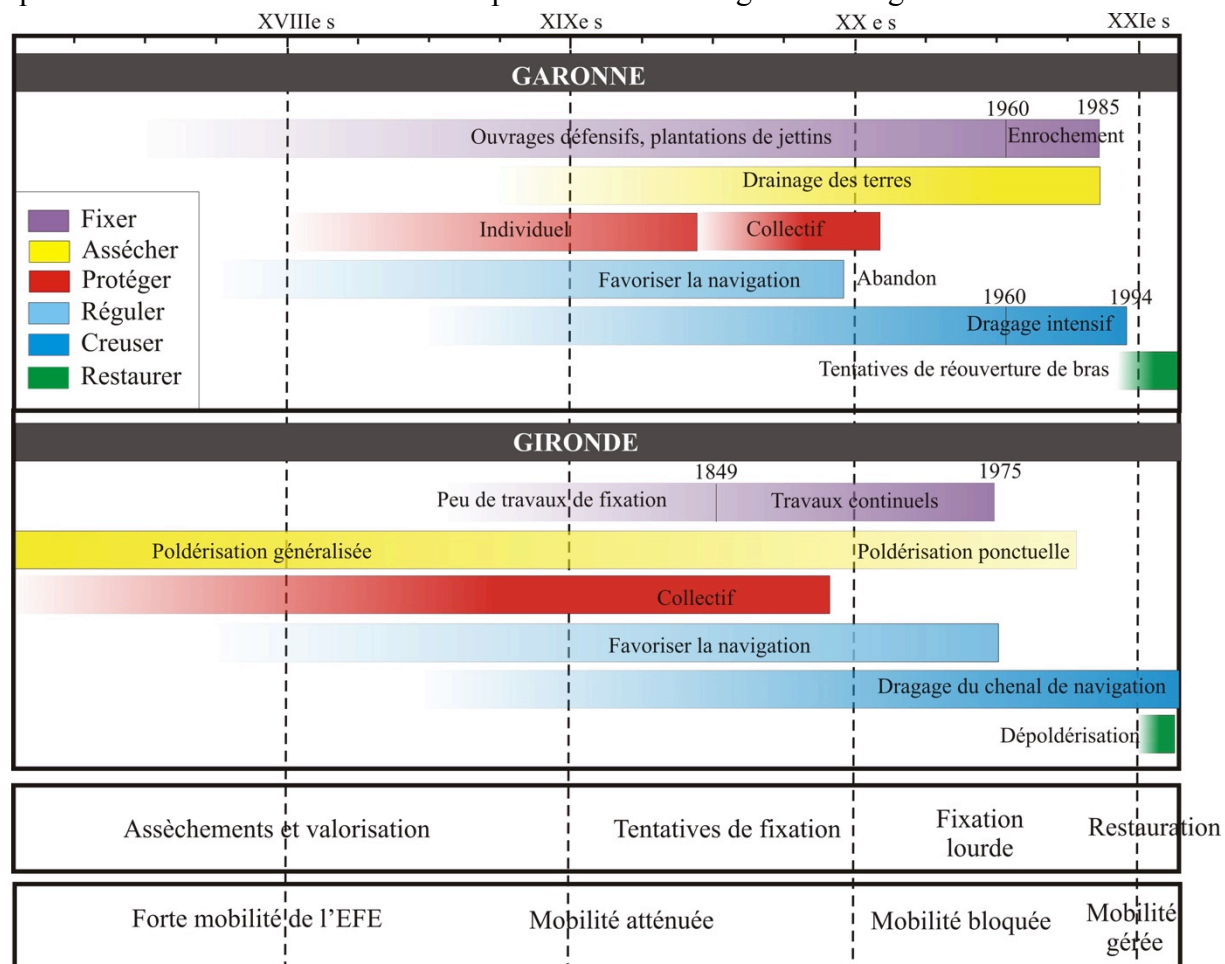 XVIIIe s XIXe s XX e s XXIe s
GARONNE
1960 1985
Ouvrages défensifs, plantations de jettins Enrochement
Drainage des terres
Individuel Collectif
Favoriser la navigation Abandon
1960 1994
Dragage intensif
Tentatives de réouverture de bras
Fixer
Assécher
Protéger
Réguler
Creuser
Restaurer
GIRONDE
1849 1975
Peu de travaux de fixation Travaux continuels
Poldérisation généralisée Poldérisation ponctuelle
Collectif
Favoriser la navigation
Dragage du chenal de navigation
Dépoldérisation
Assèchements et valorisation Tentatives de fixation Fixation lourde Restauration
Forte mobilité de l'EFE Mobilité atténuée Mobilité bloquée Mobilité gérée